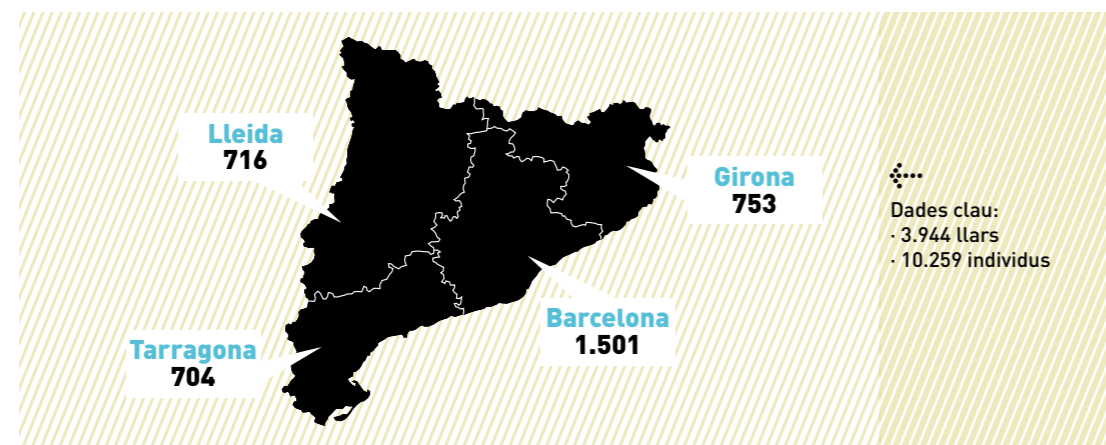 Lleida
716
Girona
753
Barcelona
1.501
Tarragona
704
Dades clau:
· 3.944 llars
· 10.259 individus